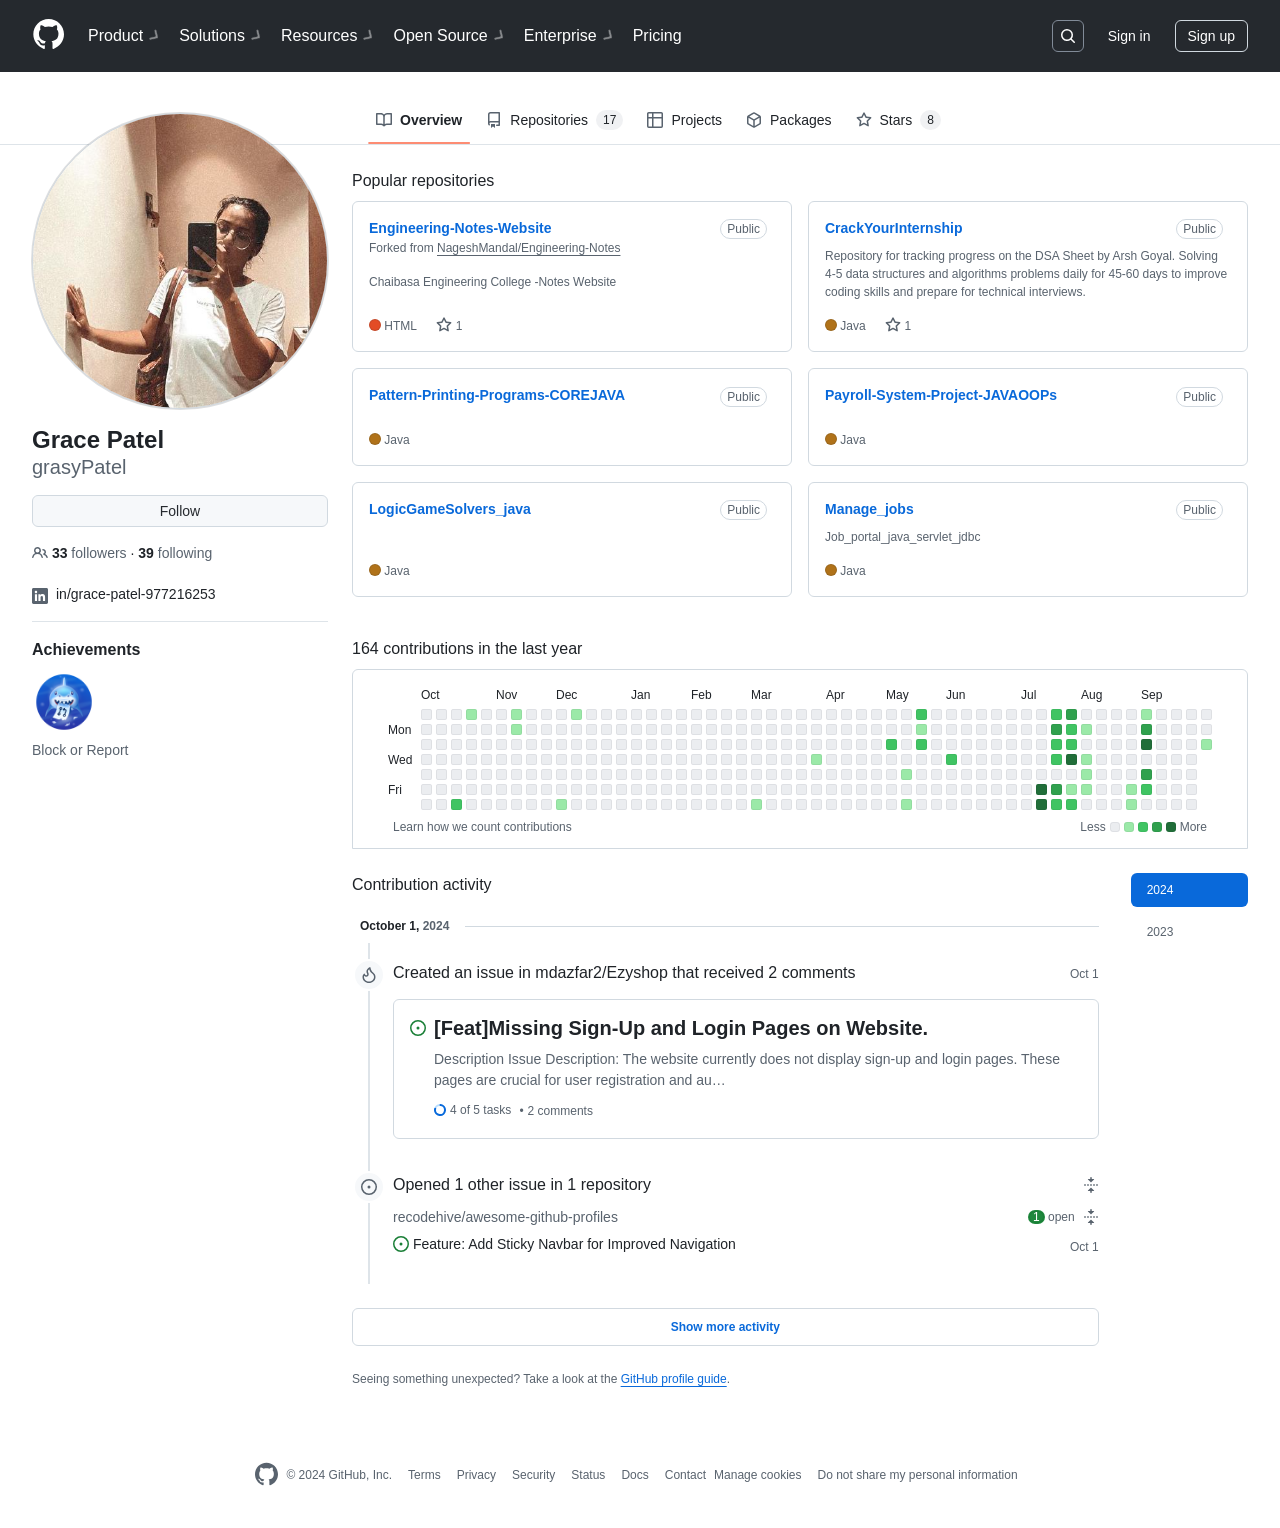 Product
Solutions
Resources
Open Source
Enterprise
Pricing
Sign in
Sign up
Overview
Repositories 17
Projects
Packages
Stars 8
Grace Patel
grasyPatel
Follow
33 followers · 39 following
in/grace-patel-977216253
Achievements
Block or Report
Popular repositories
Engineering-Notes-Website
Public
Forked from NageshMandal/Engineering-Notes
Chaibasa Engineering College -Notes Website
HTML
1
CrackYourInternship
Public
Repository for tracking progress on the DSA Sheet by Arsh Goyal. Solving
4-5 data structures and algorithms problems daily for 45-60 days to improve
coding skills and prepare for technical interviews.
Java
1
Pattern-Printing-Programs-COREJAVA
Public
Java
Payroll-System-Project-JAVAOOPs
Public
Java
LogicGameSolvers_java
Public
Java
Manage_jobs
Public
Job_portal_java_servlet_jdbc
Java
164 contributions in the last year
Oct Nov Dec Jan Feb Mar Apr May Jun Jul Aug Sep
Mon
Wed
Fri
Learn how we count contributions
Less
More
Contribution activity
2024
2023
October 1, 2024
Created an issue in mdazfar2/Ezyshop that received 2 comments
Oct 1
[Feat]Missing Sign-Up and Login Pages on Website.
Description Issue Description: The website currently does not display sign-up and login pages. These
pages are crucial for user registration and au…
4 of 5 tasks • 2 comments
Opened 1 other issue in 1 repository
recodehive/awesome-github-profiles
1 open
Feature: Add Sticky Navbar for Improved Navigation
Oct 1
Show more activity
Seeing something unexpected? Take a look at the GitHub profile guide.
© 2024 GitHub, Inc.
Terms
Privacy
Security
Status
Docs
Contact
Manage cookies
Do not share my personal information